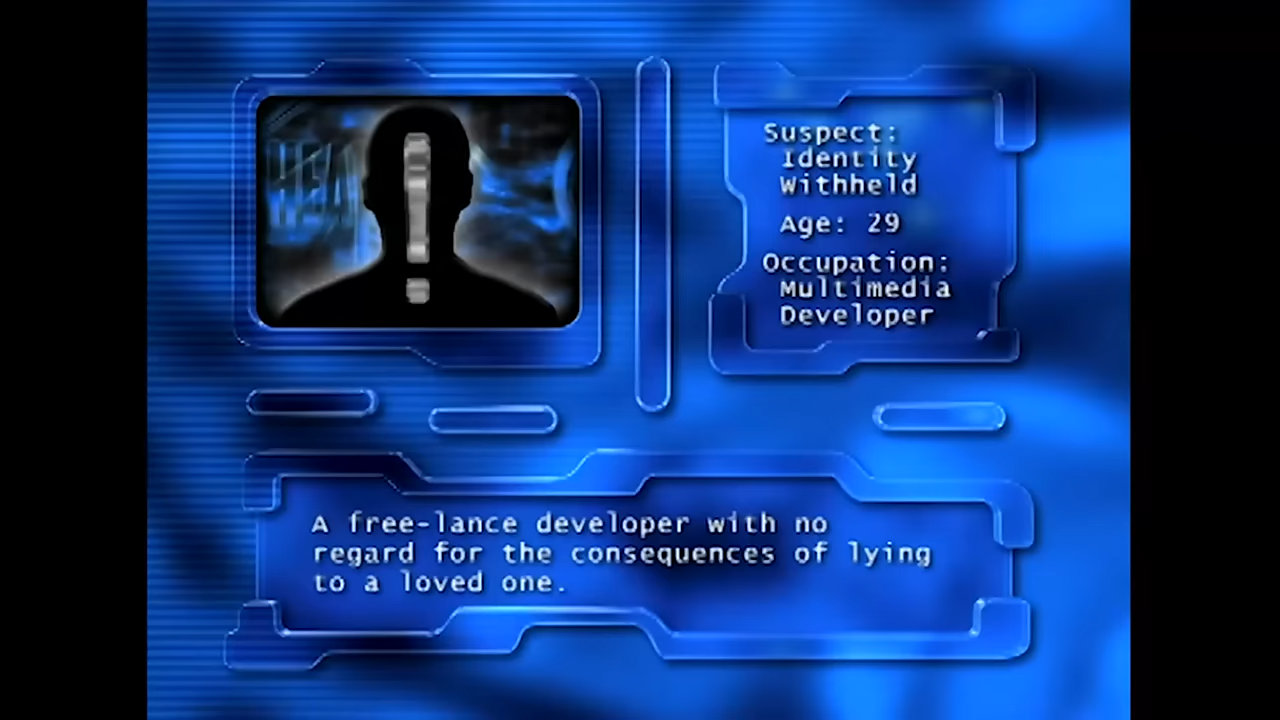 HEA
Suspect:
Identity
Withheld
Age: 29
Occupation:
Multimedia
Developer
A free-lance developer with no
regard for the consequences of lying
to a loved one.